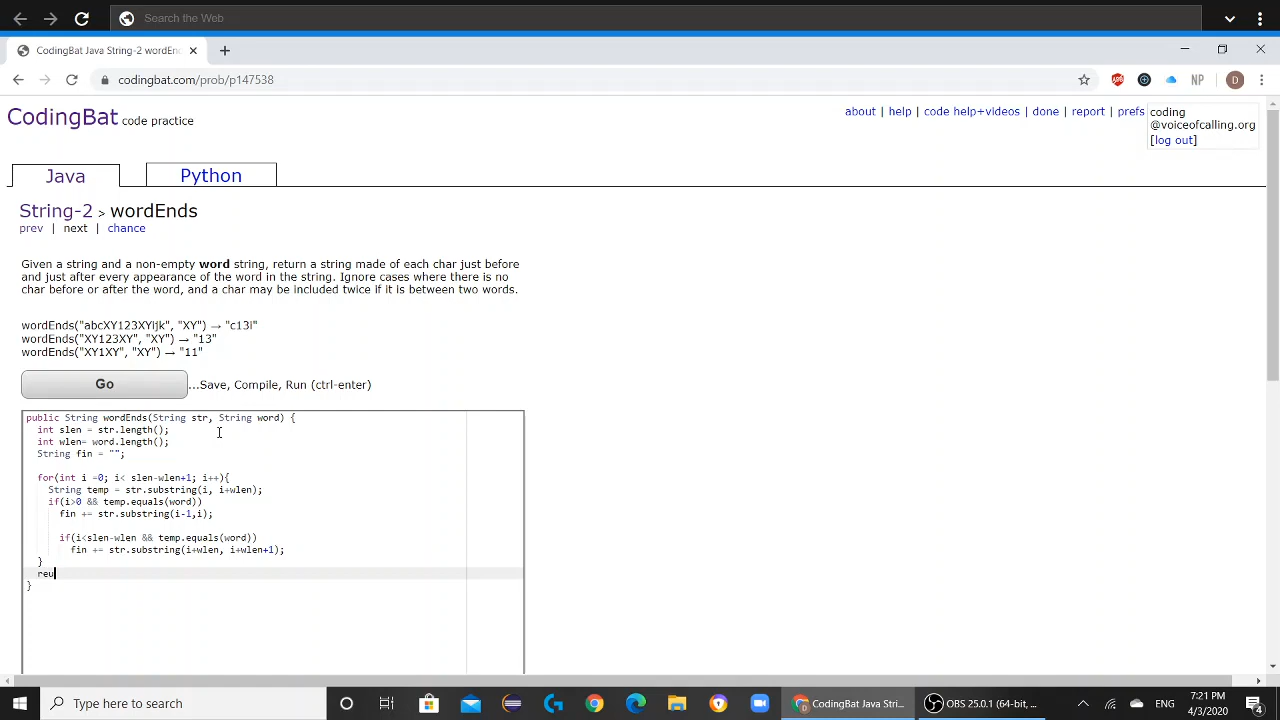 Search the Web
CodingBat Java String-2 wordEn
codingbat.com/prob/p147538
NP
D
CodingBat code practice
about | help | code help+videos | done | report | prefs
coding
@voiceofcalling.org
[log out]
Java
Python
String-2 > wordEnds
prev | next | chance
Given a string and a non-empty word string, return a string made of each char just before
and just after every appearance of the word in the string. Ignore cases where there is no
char before or after the word, and a char may be included twice if it is between two words.
wordEnds("abcXY123XYijk", "XY") → "c13i"
wordEnds("XY123XY", "XY") → "13"
wordEnds("XY1XY", "XY") → "11"
Go
...Save, Compile, Run (ctrl-enter)
public String wordEnds(String str, String word) {
int slen = str.length();
int wlen= word.length();
String fin = "";
for(int i =0; i< slen-wlen+1; i++){
String temp = str.substring(i, i+wlen);
if(i>0 && temp.equals(word))
fin += str.substring(i-1,i);
if(i<slen-wlen && temp.equals(word))
fin += str.substring(i+wlen, i+wlen+1);
}
reu
}
Type here to search
CodingBat Java Stri...
OBS 25.0.1 (64-bit, ...
ENG
7:21 PM
4/3/2020
4